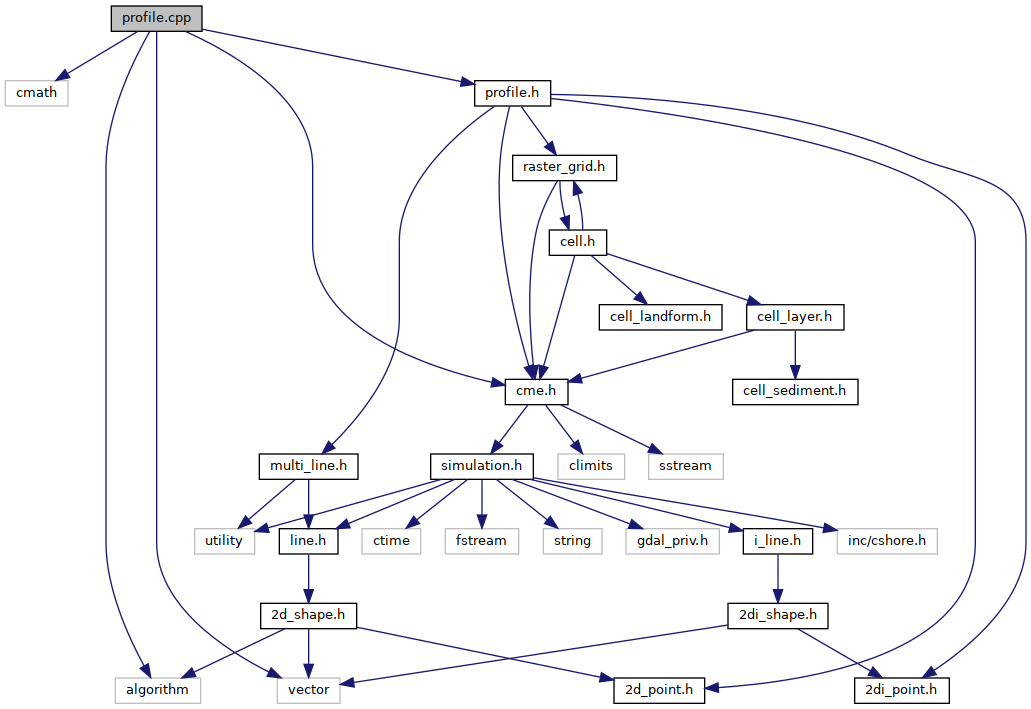 profile.cpp
cmath
profile.h
raster_grid.h
cell.h
cell_landform.h
cell_layer.h
cme.h
cell_sediment.h
multi_line.h
simulation.h
climits
sstream
utility
line.h
ctime
fstream
string
gdal_priv.h
i_line.h
inc/cshore.h
2d_shape.h
2di_shape.h
algorithm
vector
2d_point.h
2di_point.h